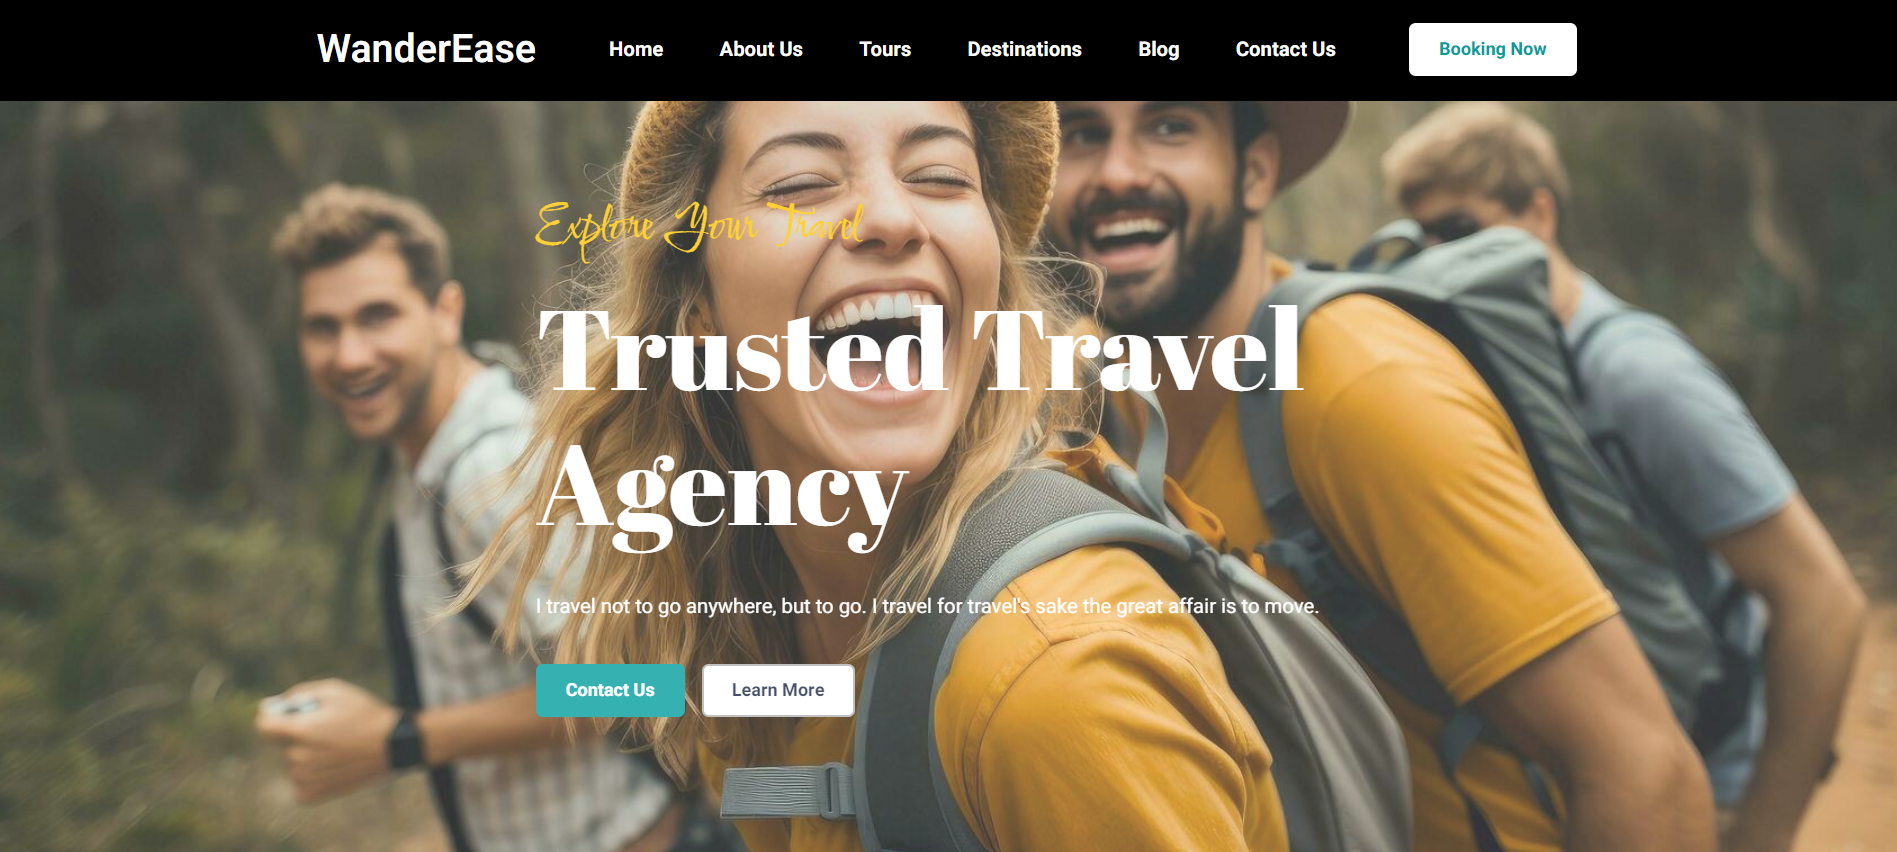 WanderEase
Home
About Us
Tours
Destinations
Blog
Contact Us
Booking Now
Explore Your Travel
Trusted Travel
Agency
I travel not to go anywhere, but to go. I travel for travel's sake the great affair is to move.
Contact Us
Learn More